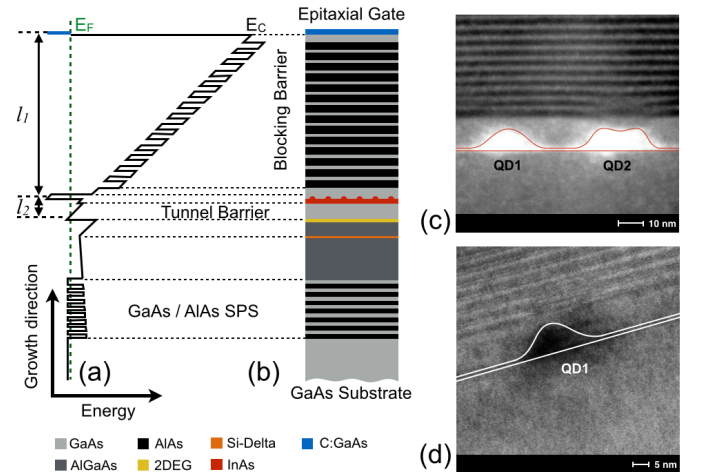 E_F
E_C
Epitaxial Gate
l_1
Blocking Barrier
l_2
Tunnel Barrier
GaAs / AlAs SPS
Growth direction
(a)
(b)
Energy
GaAs Substrate
GaAs
AlAs
Si-Delta
C:GaAs
AlGaAs
2DEG
InAs
QD1
QD2
(c)
10 nm
QD1
(d)
5 nm